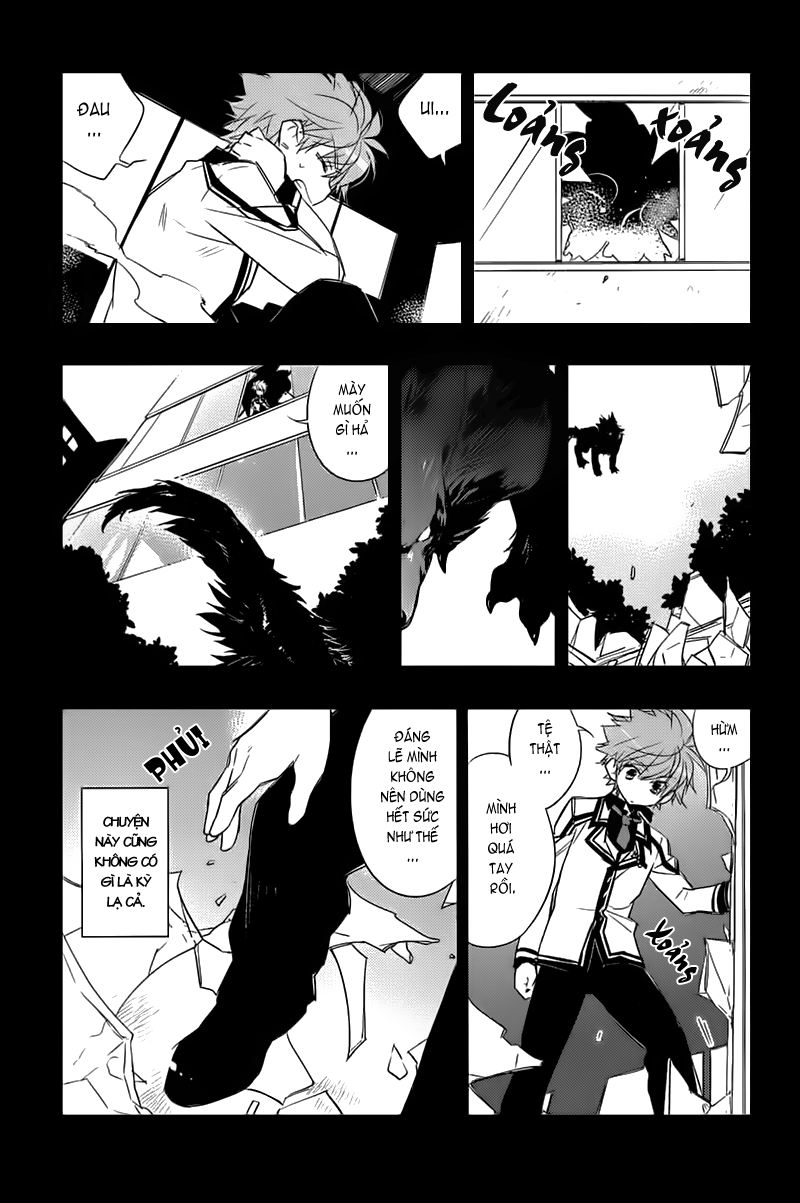 Loảng
xoảng
UI...
ĐAU
...
MÀY
MUỐN
GÌ HẢ
...
HỪM
...
TỆ
THẬT
...
MÌNH
HƠI
QUÁ
TAY
RỒI.
Xoảng
ĐÁNG
LẼ MÌNH
KHÔNG
NÊN DÙNG
HẾT SỨC
NHƯ THẾ
...
PHỦI
CHUYỆN
NÀY CŨNG
KHÔNG CÓ
GÌ LÀ KỲ
LẠ CẢ.